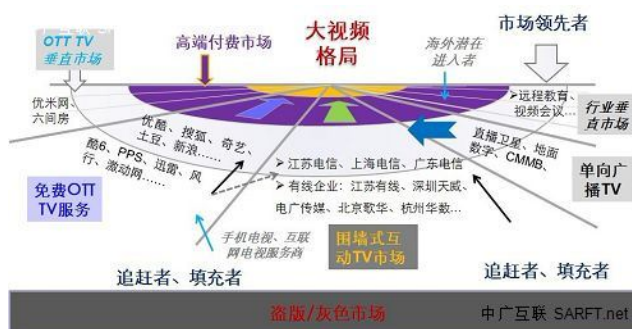 OTT TV
垂直市场
高端付费市场
大视频
格局
海外潜在
进入者
市场领先者
优米网、
六间房
优酷、搜狐、奇艺、
土豆、新浪……
酷6、PPS、迅雷、风
行、激动网……
➢远程教育、
视频会议…
行业垂
直市场
直播卫星、地面
数字、CMMB、
➢江苏电信、上海电信、广东电信
➢有线企业：江苏有线、深圳天威、
电广传媒、北京歌华、杭州华数…
免费OTT
TV服务
单向广
播TV
手机电视、互联
网电视服务商
围墙式互
动TV市场
追赶者、填充者
追赶者、填充者
盗版/灰色市场
中广互联 SARFT.net